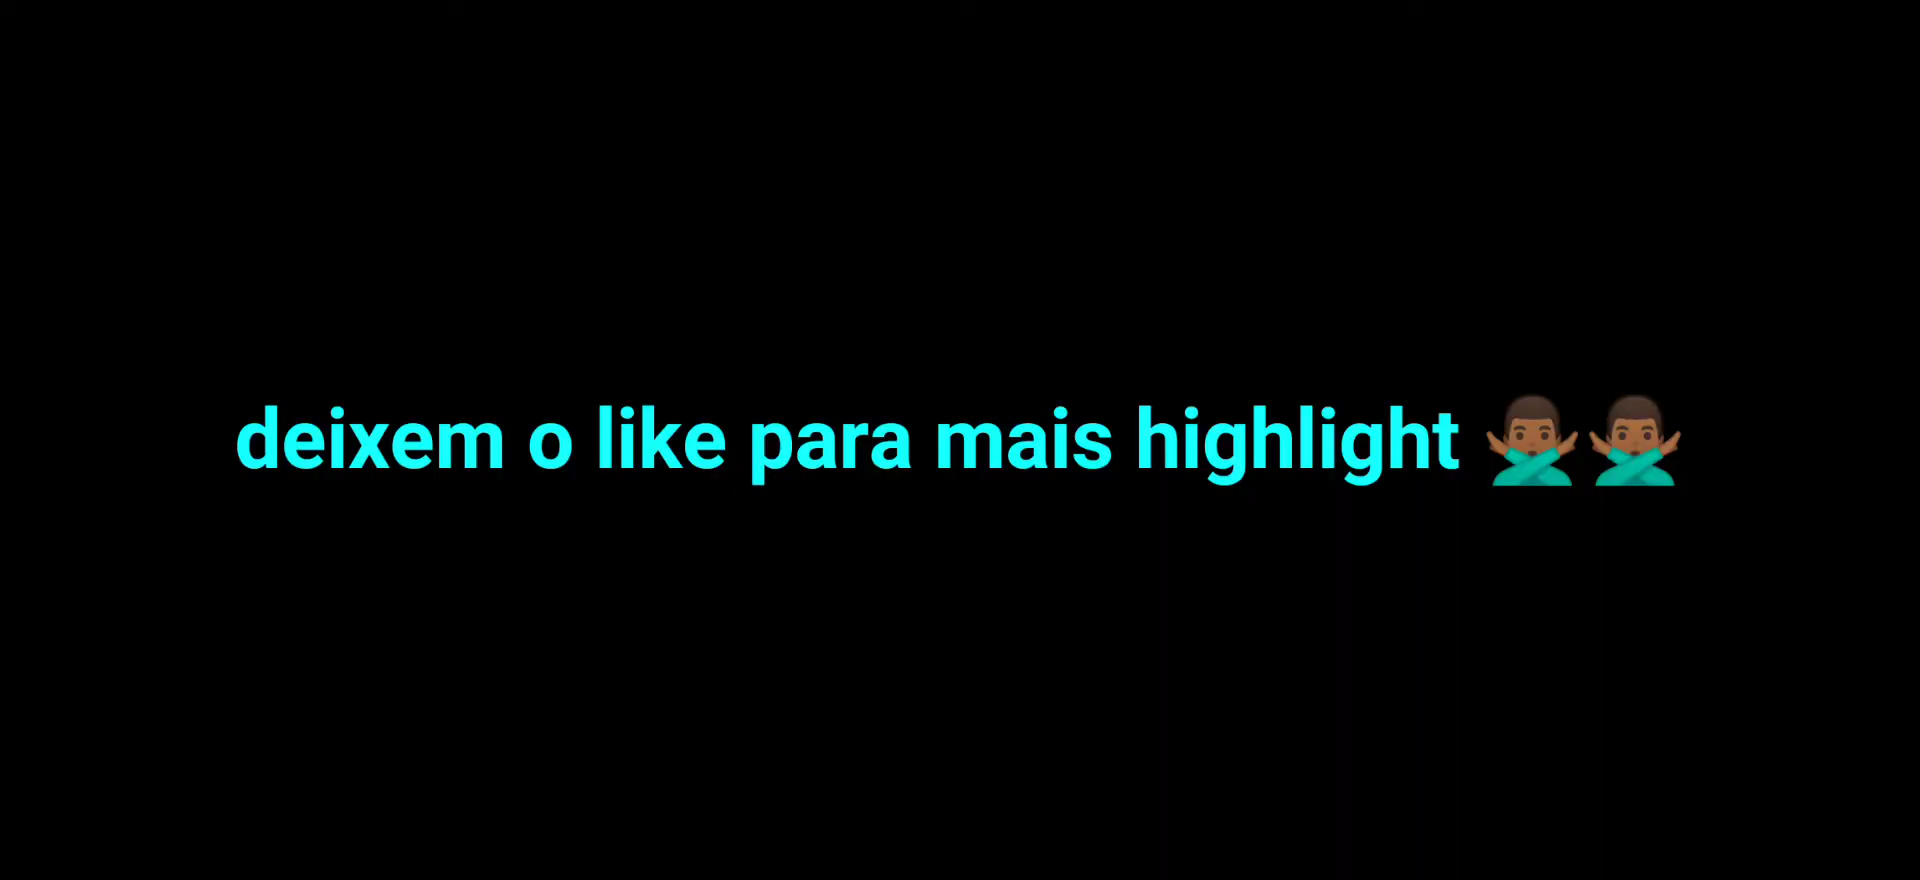 deixem o like para mais highlight 🙅🏾‍♂️🙅🏾‍♂️